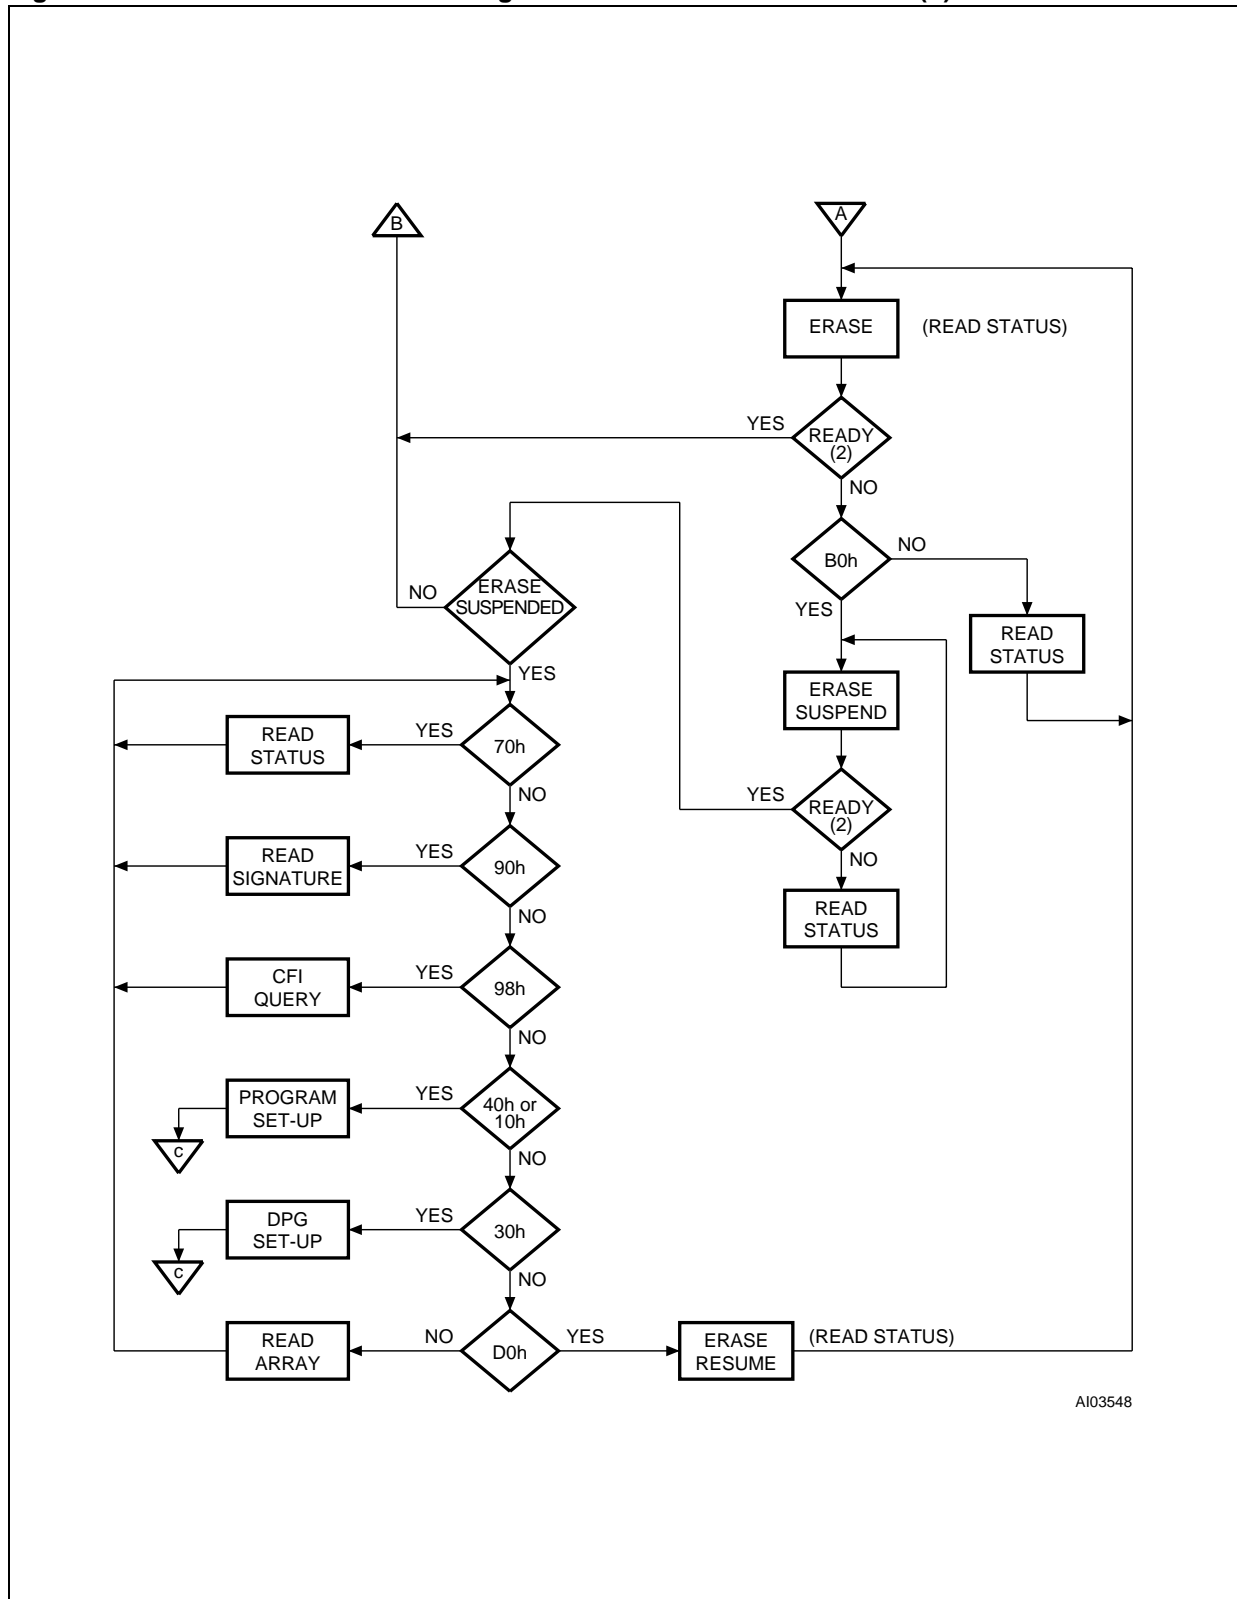 B
A
ERASE
(READ STATUS)
YES
READY
(2)
NO
B0h
NO
YES
ERASE
SUSPENDED
NO
YES
READ
STATUS
ERASE
SUSPEND
READ
STATUS
YES
70h
NO
YES
READY
(2)
NO
READ
SIGNATURE
YES
90h
NO
READ
STATUS
CFI
QUERY
YES
98h
NO
PROGRAM
SET-UP
YES
40h or
10h
NO
c
DPG
SET-UP
YES
30h
NO
c
READ
ARRAY
NO
D0h
YES
ERASE
RESUME
(READ STATUS)
AI03548